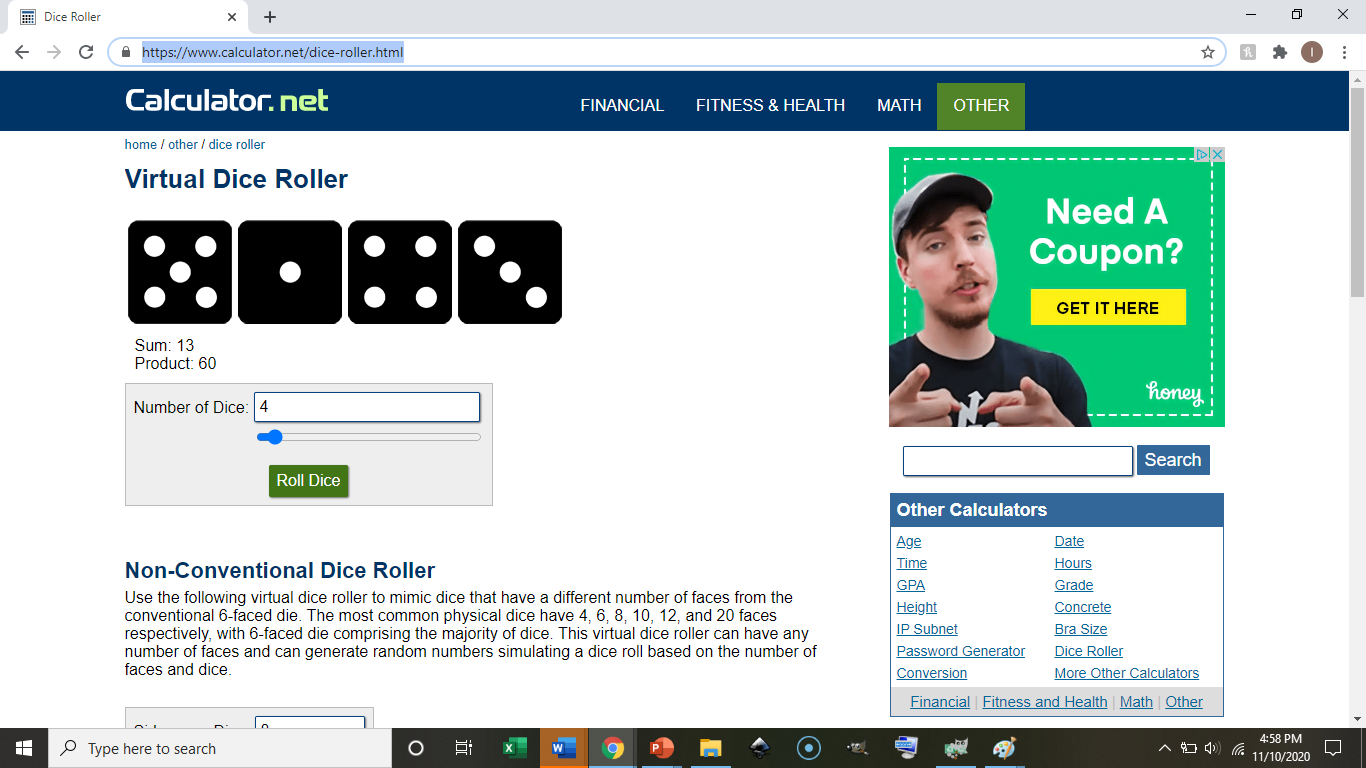 Dice Roller
https://www.calculator.net/dice-roller.html
I
Calculator.net
FINANCIAL FITNESS & HEALTH MATH OTHER
home / other / dice roller
Virtual Dice Roller
Sum: 13
Product: 60
Number of Dice: 4
Roll Dice
Non-Conventional Dice Roller
Use the following virtual dice roller to mimic dice that have a different number of faces from the
conventional 6-faced die. The most common physical dice have 4, 6, 8, 10, 12, and 20 faces
respectively, with 6-faced die comprising the majority of dice. This virtual dice roller can have any
number of faces and can generate random numbers simulating a dice roll based on the number of
faces and dice.
Need A
Coupon?
GET IT HERE
honey
Search
Other Calculators
Age Date
Time Hours
GPA Grade
Height Concrete
IP Subnet Bra Size
Password Generator Dice Roller
Conversion More Other Calculators
Financial | Fitness and Health | Math | Other
Type here to search
4:58 PM
11/10/2020